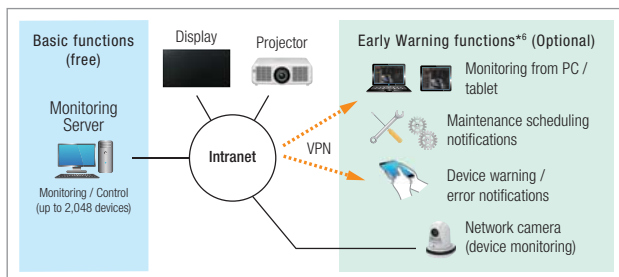 Basic functions
(free)
Monitoring
Server
Monitoring / Control
(up to 2,048 devices)
Display
Projector
Intranet
VPN
Early Warning functions*6 (Optional)
Monitoring from PC /
tablet
Maintenance scheduling
notifications
Device warning /
error notifications
Network camera
(device monitoring)